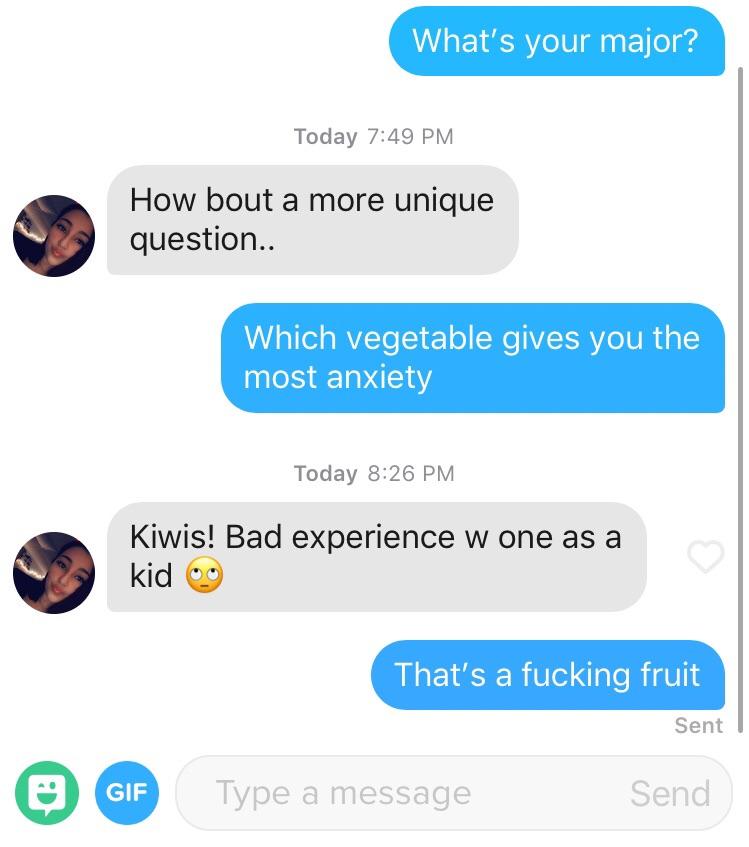 What's your major?
Today 7:49 PM
How bout a more unique
question..
Which vegetable gives you the
most anxiety
Today 8:26 PM
Kiwis! Bad experience w one as a
kid 🙄
That's a fucking fruit
Sent
GIF
Type a message
Send